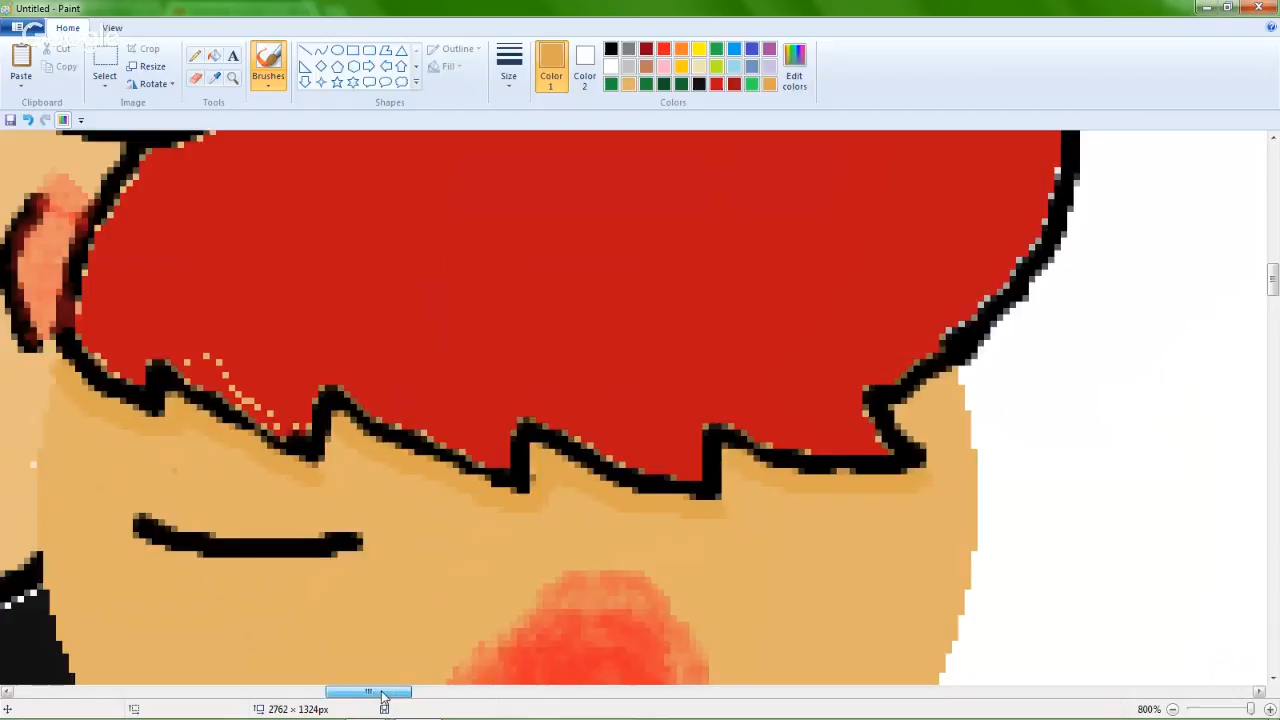 Untitled - Paint
Home View
Paste
Cut
Copy
Clipboard
Select
Crop
Resize
Rotate
Image
Tools
Brushes
Shapes
Outline
Fill
Size
Color 1
Color 2
Edit colors
Colors
2762 × 1324px
800%